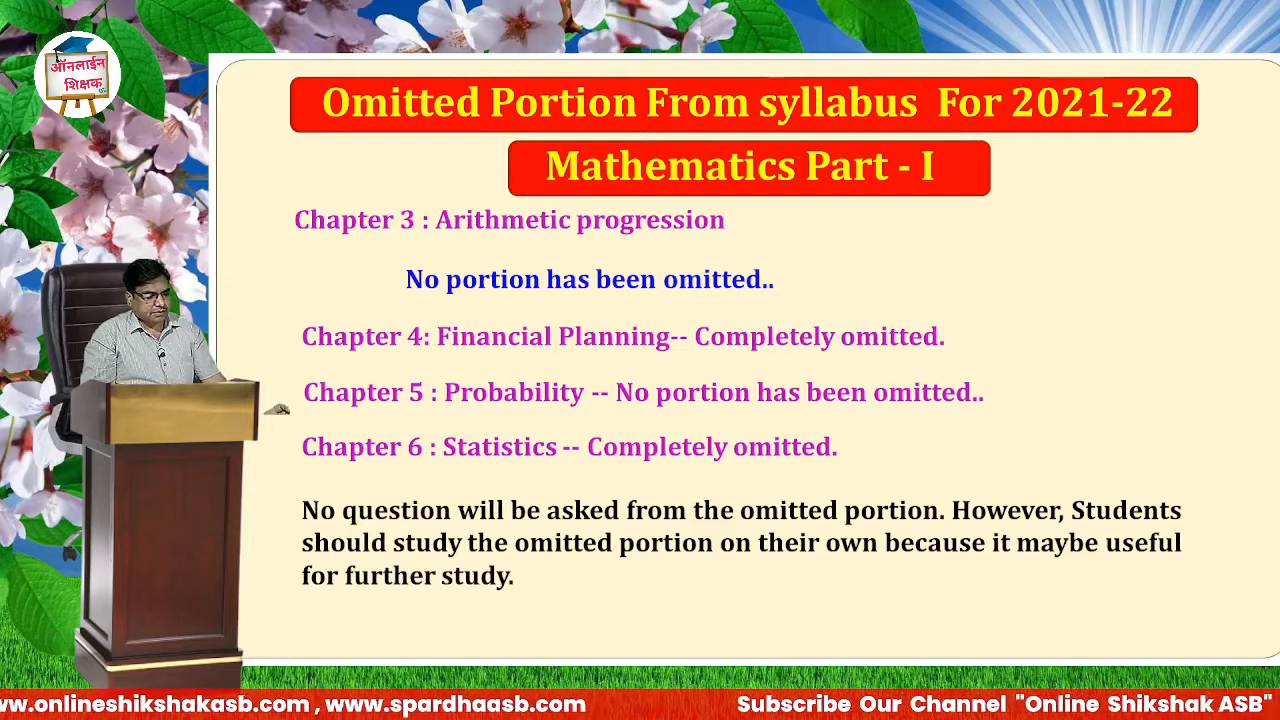 ऑनलाईन
शिक्षक
Omitted Portion From syllabus For 2021-22
Mathematics Part - I
Chapter 3 : Arithmetic progression
No portion has been omitted..
Chapter 4: Financial Planning-- Completely omitted.
Chapter 5 : Probability -- No portion has been omitted..
Chapter 6 : Statistics -- Completely omitted.
No question will be asked from the omitted portion. However, Students
should study the omitted portion on their own because it maybe useful
for further study.
w.onlineshikshakasb.com , www.spardhaasb.com Subscribe Our Channel "Online Shikshak ASB"